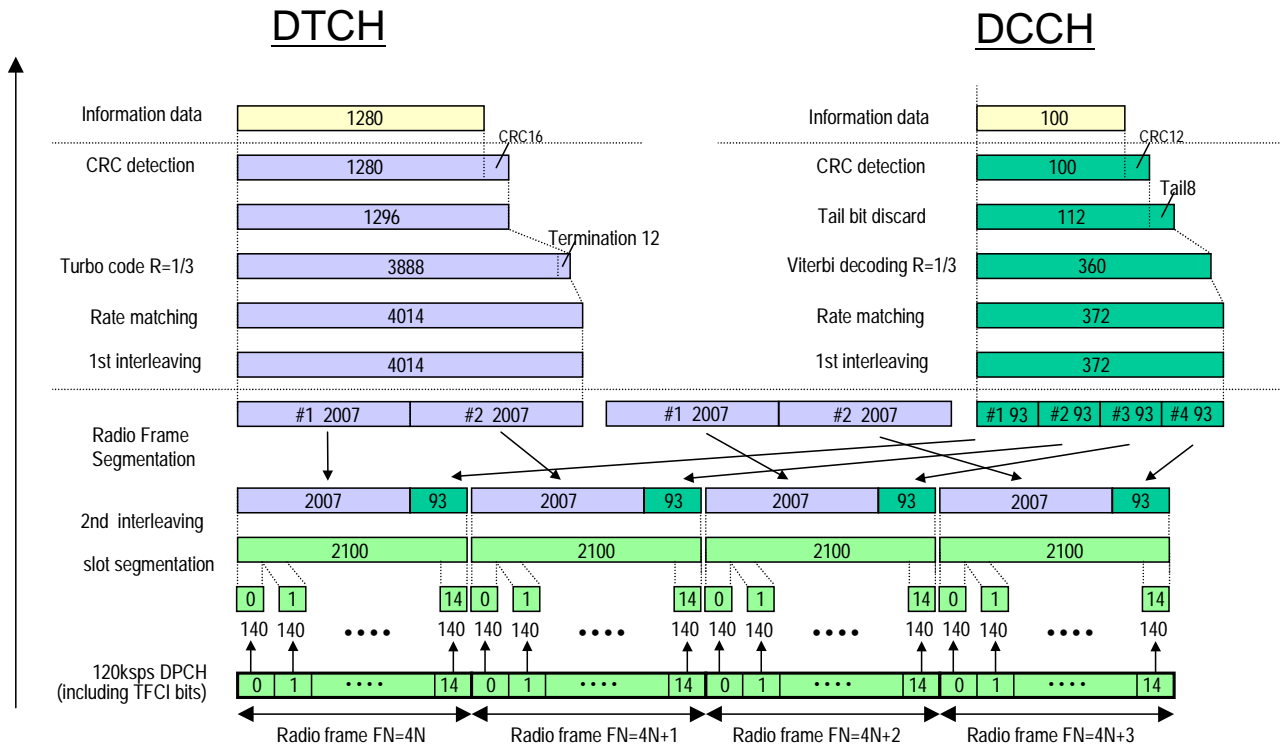 DTCH DCCH
Information data 1280 Information data 100
CRC16 CRC12
CRC detection 1280 CRC detection 100
Tail8
1296 Tail bit discard 112
Termination 12
Turbo code R=1/3 3888 Viterbi decoding R=1/3 360
Rate matching 4014 Rate matching 372
1st interleaving 4014 1st interleaving 372
#1 2007 #2 2007 #1 2007 #2 2007 #1 93 #2 93 #3 93 #4 93
Radio Frame
Segmentation
2007 93 2007 93 2007 93 2007 93
2nd interleaving
2100 2100 2100 2100
slot segmentation
0 1 14 0 1 14 0 1 14 0 1 14
140 140 •••• 140 140 140 •••• 140 140 140 •••• 140 140 140 •••• 140
120ksps DPCH
(including TFCI bits)
0 1 •••• 14 0 1 •••• 14 0 1 •••• 14 0 1 •••• 14
Radio frame FN=4N Radio frame FN=4N+1 Radio frame FN=4N+2 Radio frame FN=4N+3